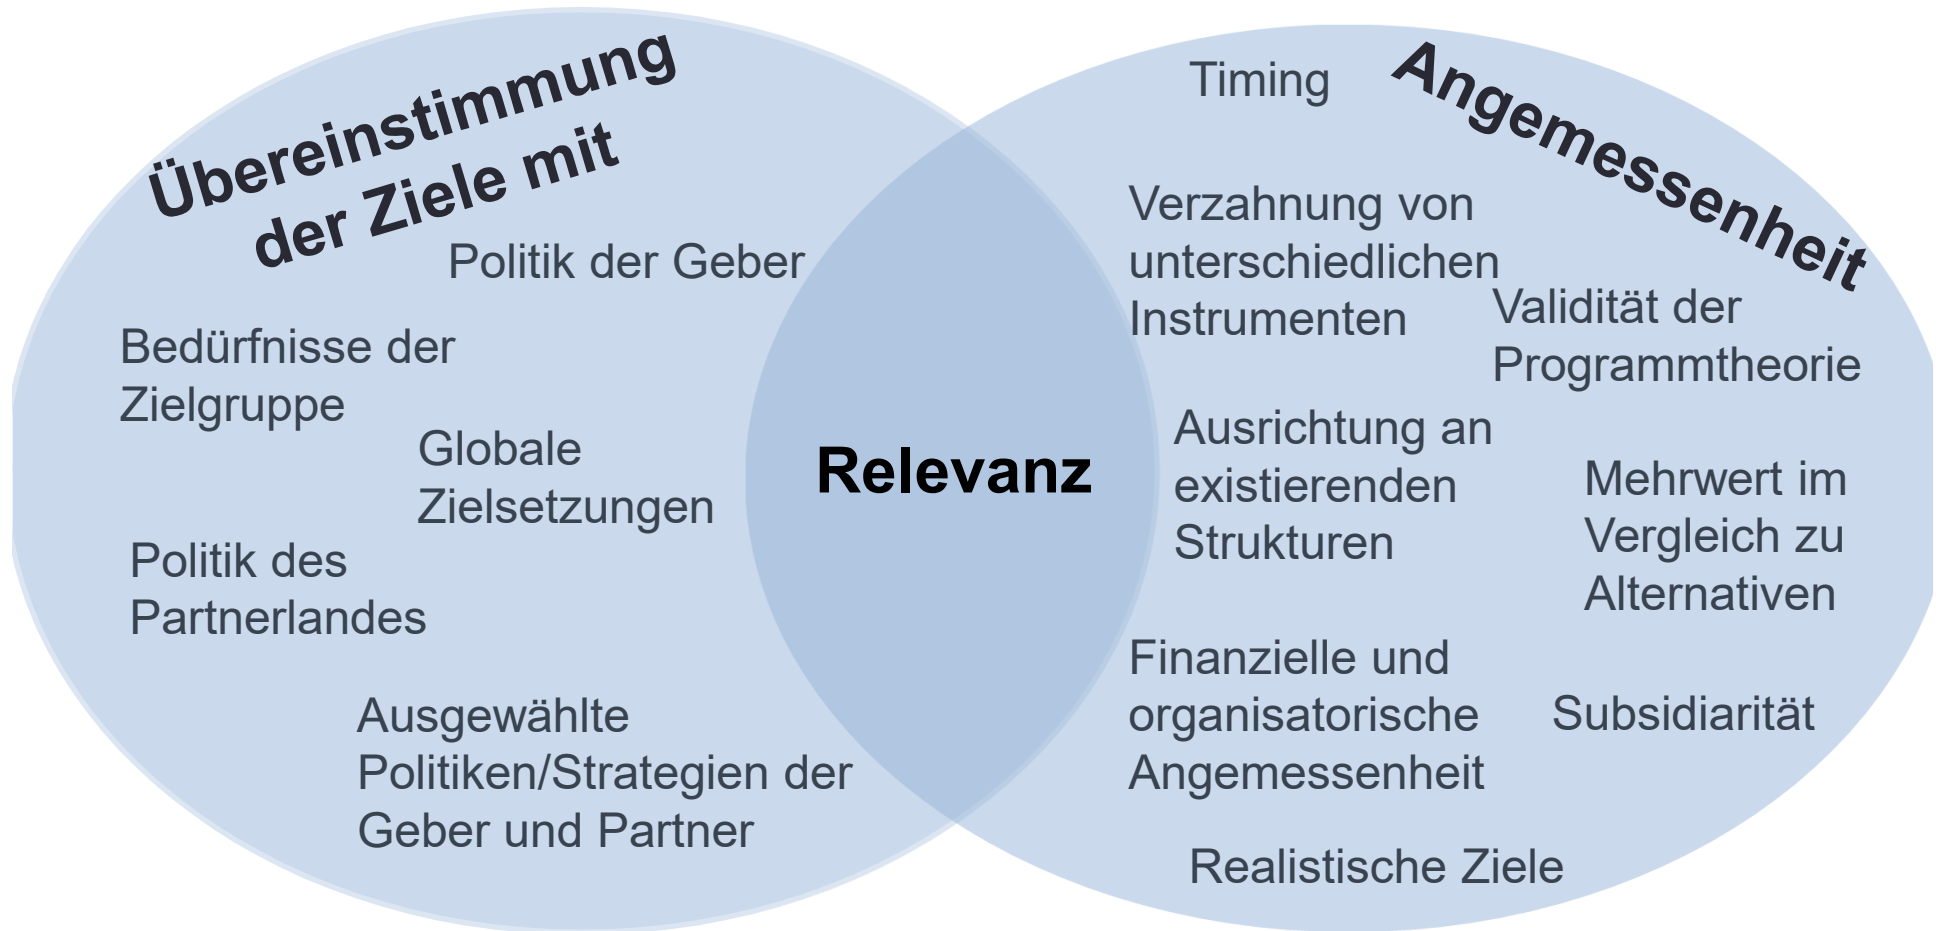 Übereinstimmung
der Ziele mit
Politik der Geber
Bedürfnisse der
Zielgruppe
Globale
Zielsetzungen
Politik des
Partnerlandes
Ausgewählte
Politiken/Strategien der
Geber und Partner
Relevanz
Angemessenheit
Timing
Verzahnung von
unterschiedlichen
Instrumenten
Validität der
Programmtheorie
Ausrichtung an
existierenden
Strukturen
Mehrwert im
Vergleich zu
Alternativen
Finanzielle und
organisatorische
Angemessenheit
Subsidiarität
Realistische Ziele